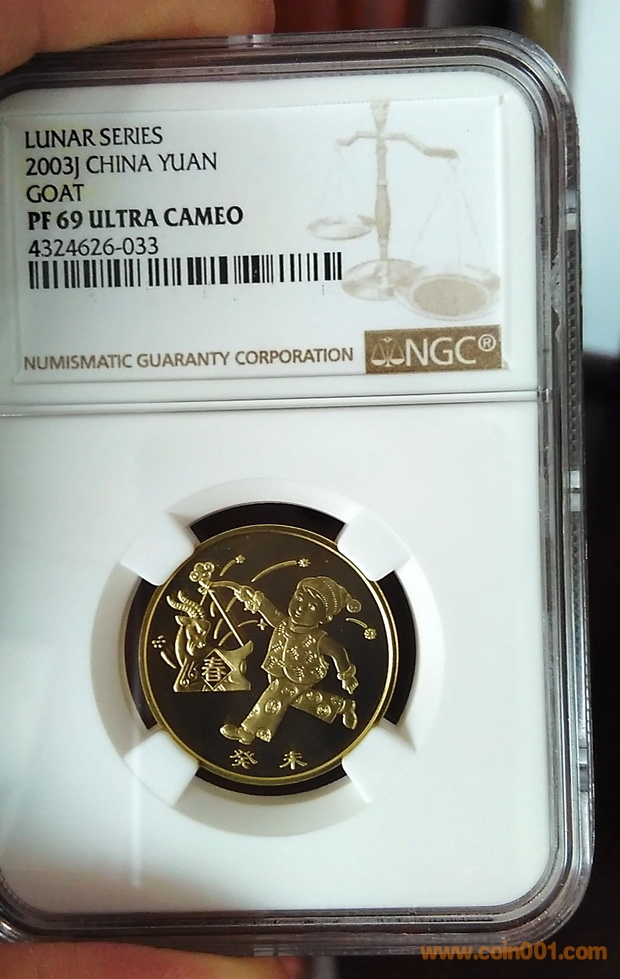 LUNAR SERIES
2003J CHINA YUAN
GOAT
PF 69 ULTRA CAMEO
4324626-033
NUMISMATIC GUARANTY CORPORATION NGC®
春
癸 未
www.coin001.com